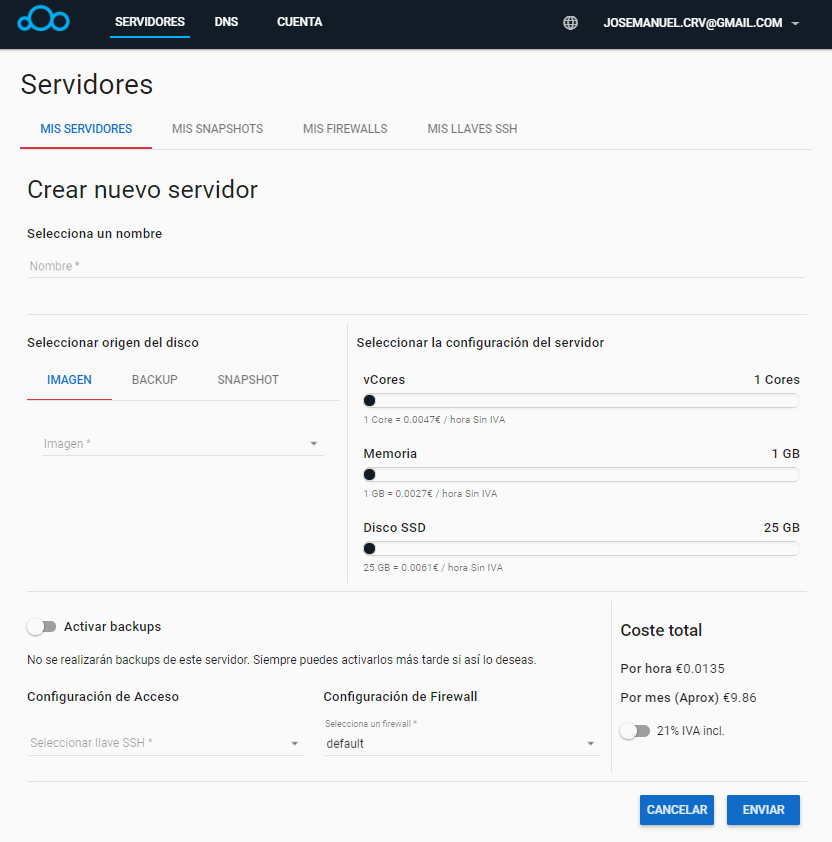 SERVIDORES DNS CUENTA JOSEMANUEL.CRV@GMAIL.COM
Servidores
MIS SERVIDORES MIS SNAPSHOTS MIS FIREWALLS MIS LLAVES SSH
Crear nuevo servidor
Selecciona un nombre
Nombre *
Seleccionar origen del disco
IMAGEN BACKUP SNAPSHOT
Imagen *
Seleccionar la configuración del servidor
vCores 1 Cores
1 Core = 0.0047€ / hora Sin IVA
Memoria 1 GB
1 GB = 0.0027€ / hora Sin IVA
Disco SSD 25 GB
25 GB = 0.0061€ / hora Sin IVA
Activar backups
No se realizarán backups de este servidor. Siempre puedes activarlos más tarde si así lo deseas.
Configuración de Acceso
Seleccionar llave SSH *
Configuración de Firewall
Selecciona un firewall *
default
Coste total
Por hora €0.0135
Por mes (Aprox) €9.86
21% IVA incl.
CANCELAR ENVIAR